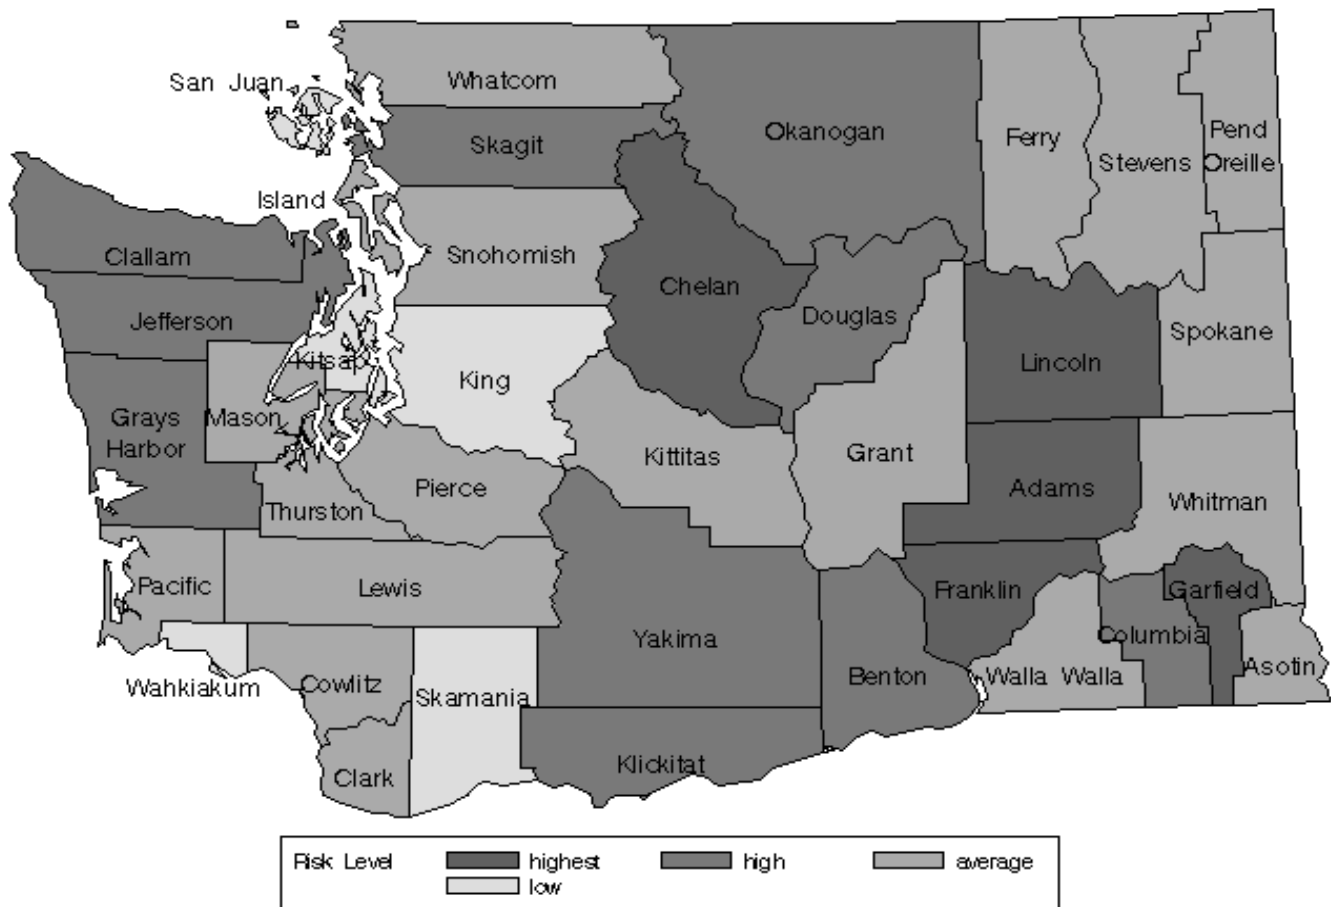 Whatcom
San Juan
Skagit
Okanogan
Ferry
Stevens
Pend
Oreille
Island
Clallam
Snohomish
Chelan
Jefferson
Douglas
Spokane
Kitsap
King
Lincoln
Grays
Harbor
Mason
Kittitas
Grant
Pierce
Adams
Whitman
Thurston
Pacific
Lewis
Franklin
Garfield
Yakima
Columbia
Wahkiakum
Cowlitz
Skamania
Benton
Walla Walla
Asotin
Clark
Klickitat
Risk Level highest high average
low